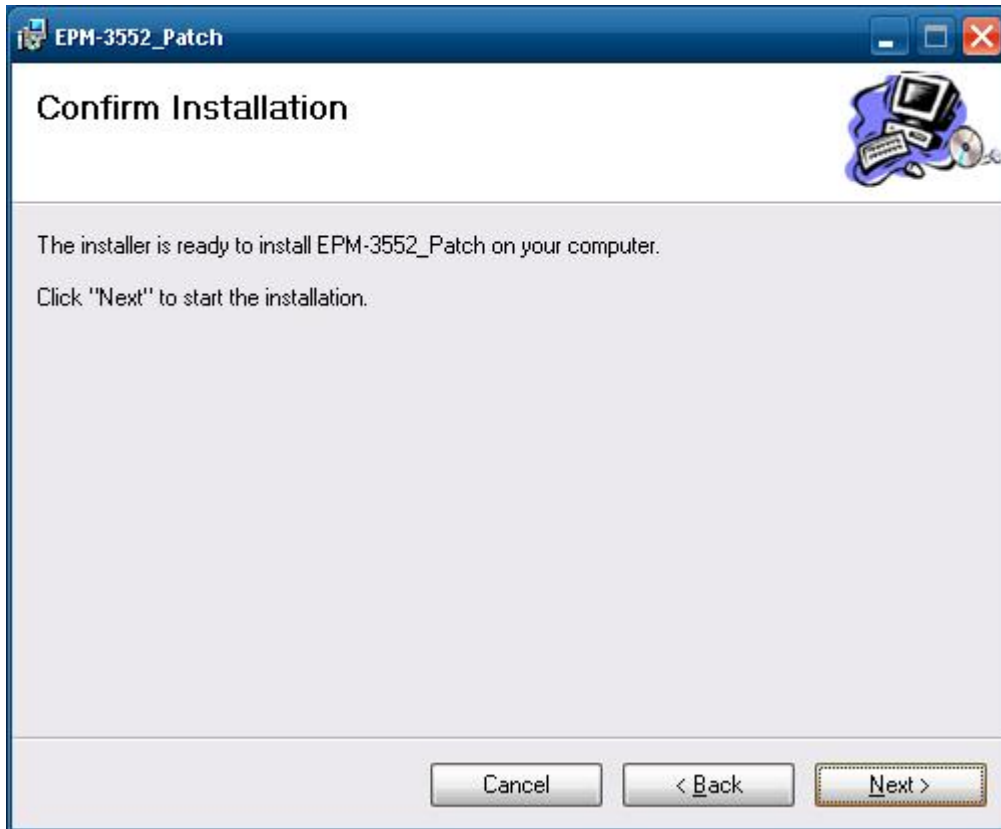 EPM-3552_Patch
Confirm Installation
The installer is ready to install EPM-3552_Patch on your computer.
Click "Next" to start the installation.
Cancel
< Back
Next >